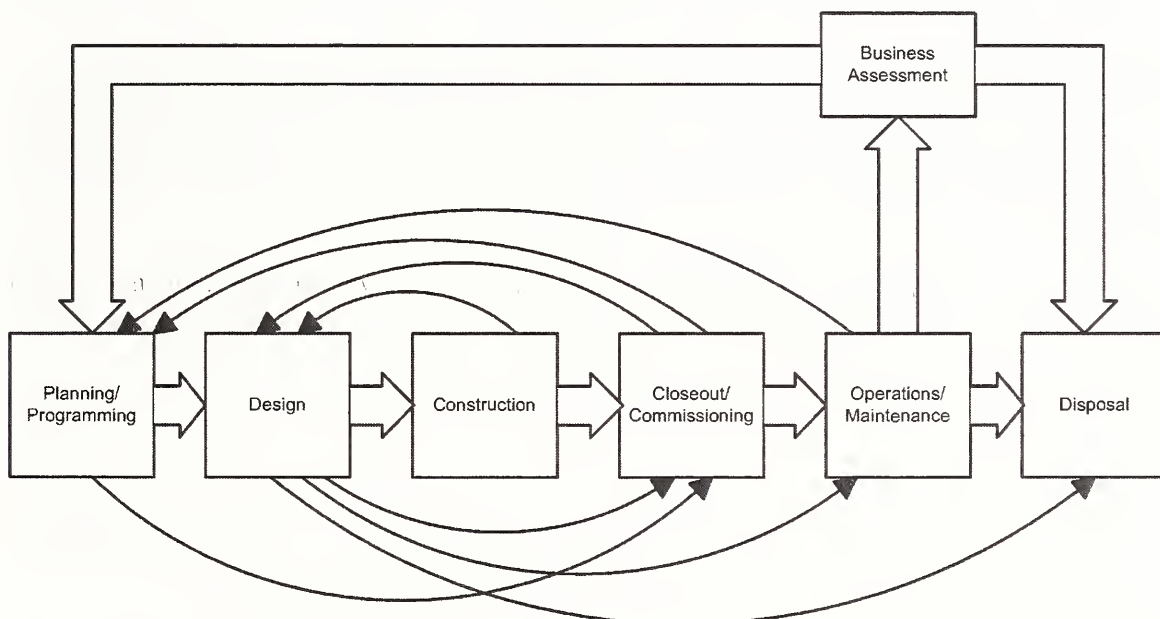 Business
Assessment
Planning/
Programming
Design
Construction
Closeout/
Commissioning
Operations/
Maintenance
Disposal